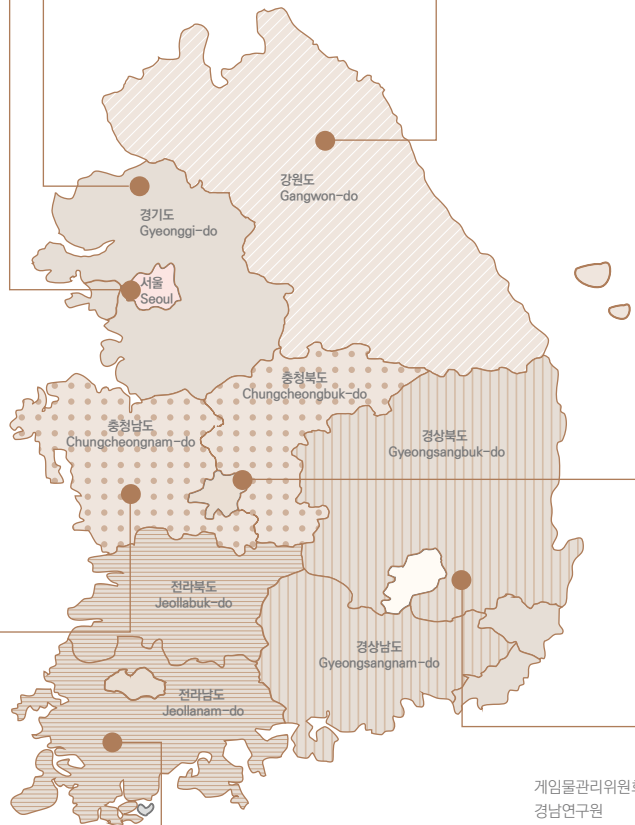 강원도
Gangwon-do
경기도
Gyeonggi-do
서울
Seoul
충청북도
Chungcheongbuk-do
충청남도
Chungcheongnam-do
경상북도
Gyeongsangbuk-do
전라북도
Jeollabuk-do
경상남도
Gyeongsangnam-do
전라남도
Jeollanam-do
게임물관리위원회
경남연구원